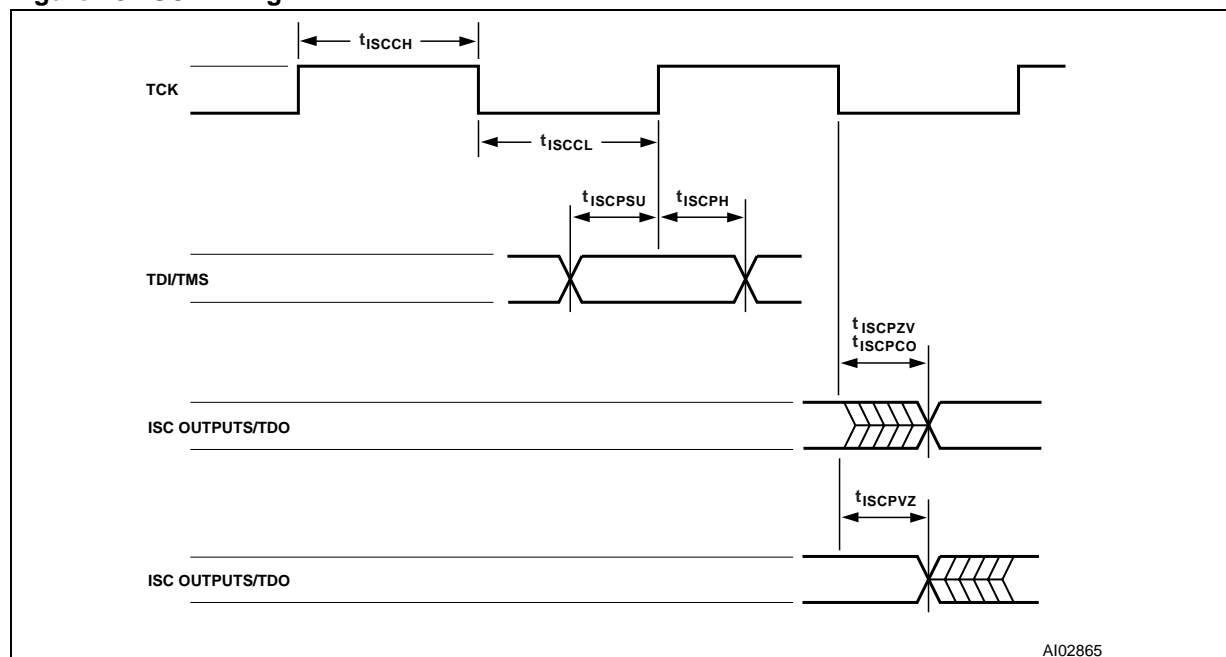 tISCCH
TCK
tISCCL
tISCPSU
tISCPH
TDI/TMS
tISCPZV
tISCPCO
ISC OUTPUTS/TDO
tISCPVZ
ISC OUTPUTS/TDO
AI02865